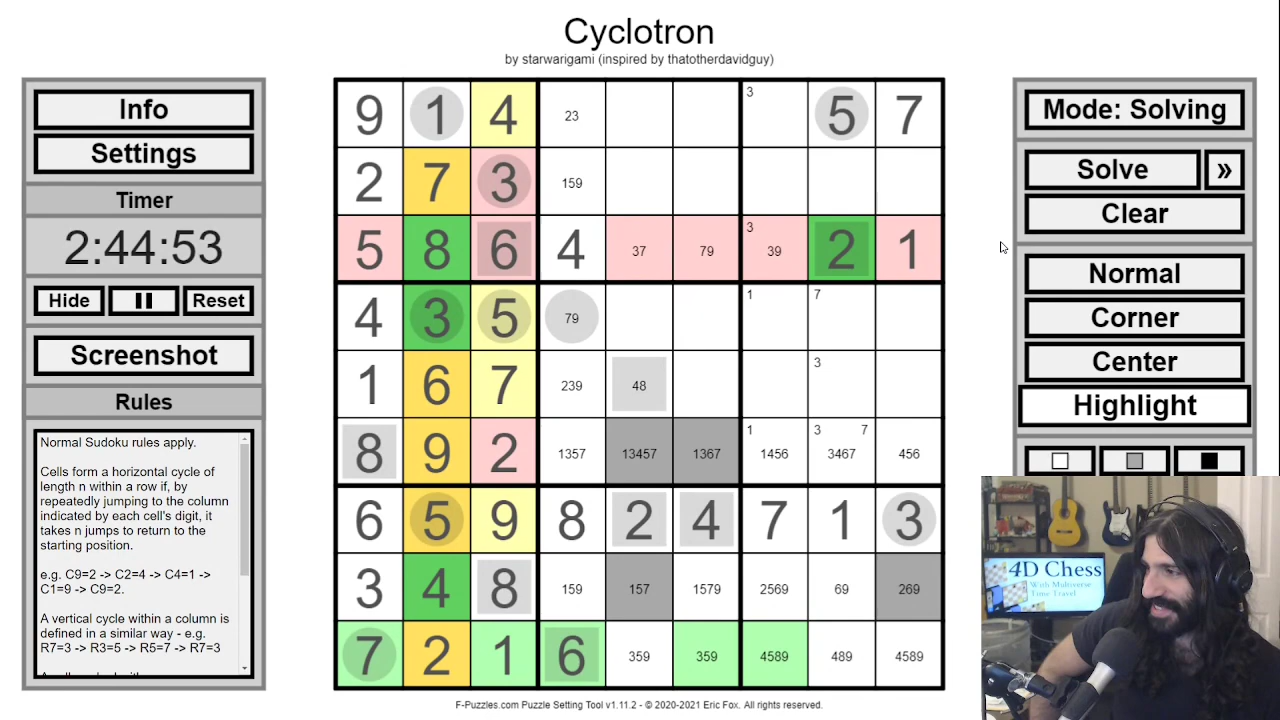 Cyclotron
by starwarigami (inspired by thatotherdavidguy)
Info
Settings
Timer
2:44:53
Hide
Reset
Screenshot
Rules
Normal Sudoku rules apply.
Cells form a horizontal cycle of
length n within a row if, by
repeatedly jumping to the column
indicated by each cell's digit, it
takes n jumps to return to the
starting position.
e.g. C9=2 -> C2=4 -> C4=1 ->
C1=9 -> C9=2.
A vertical cycle within a column is
defined in a similar way - e.g.
R7=3 -> R3=5 -> R5=7 -> R7=3
9 1 4 23 3 5 7
2 7 3 159
5 8 6 4 37 79 3 39 2 1
4 3 5 79 1 7
1 6 7 239 48 3
8 9 2 1357 13457 1367 1 1456 3 7 3467 456
6 5 9 8 2 4 7 1 3
3 4 8 159 157 1579 2569 69 269
7 2 1 6 359 359 4589 489 4589
F-Puzzles.com Puzzle Setting Tool v1.11.2 - © 2020-2021 Eric Fox. All rights reserved.
Mode: Solving
Solve »
Clear
Normal
Corner
Center
Highlight
4D Chess
With Multiverse
Time Travel